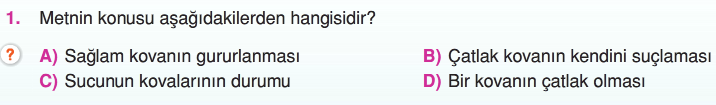 1. Metnin konusu aşağıdakilerden hangisidir?
? A) Sağlam kovanın gururlanması B) Çatlak kovanın kendini suçlaması
C) Sucunun kovalarının durumu D) Bir kovanın çatlak olması